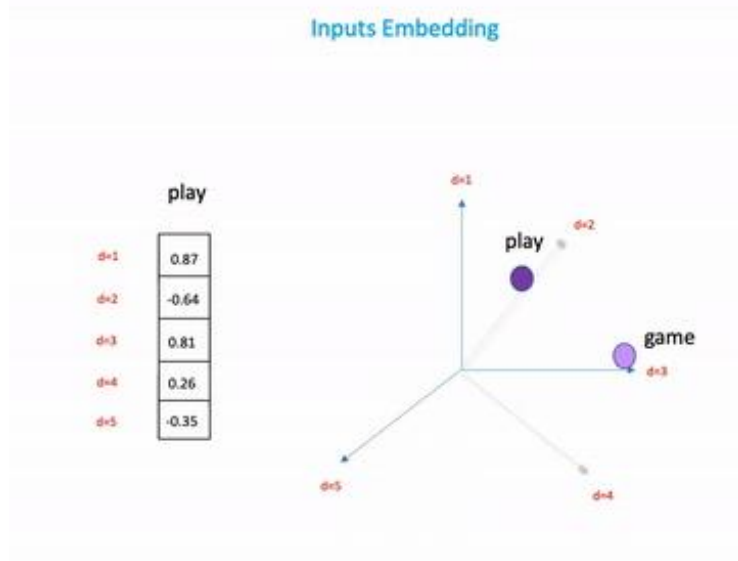 Inputs Embedding
play
d=1
0.87
d=2
-0.64
d=3
0.81
d=4
0.26
d=5
-0.35
d=1
d=2
play
game
d=3
d=5
d=4